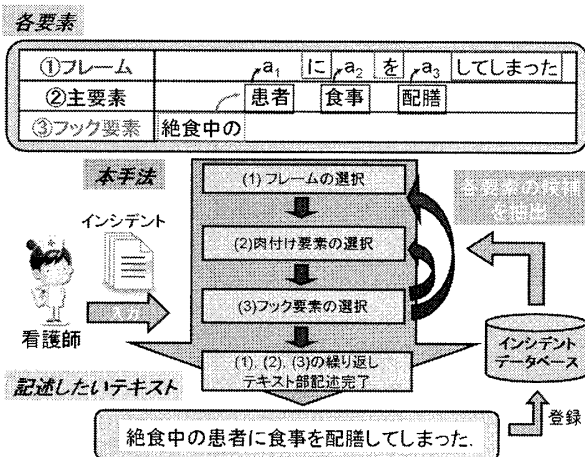 各要素
①フレーム a1 に a2 を a3 してしまった
②主要素 患者 食事 配膳
③フック要素 絶食中の
本手法
(1) フレームの選択
各要素の候補
を抽出
インシデント
(2)肉付け要素の選択
入力
(3)フック要素の選択
看護師
インシデント
データベース
(1), (2), (3)の繰り返し
テキスト部記述完了
記述したいテキスト
登録
絶食中の患者に食事を配膳してしまった.